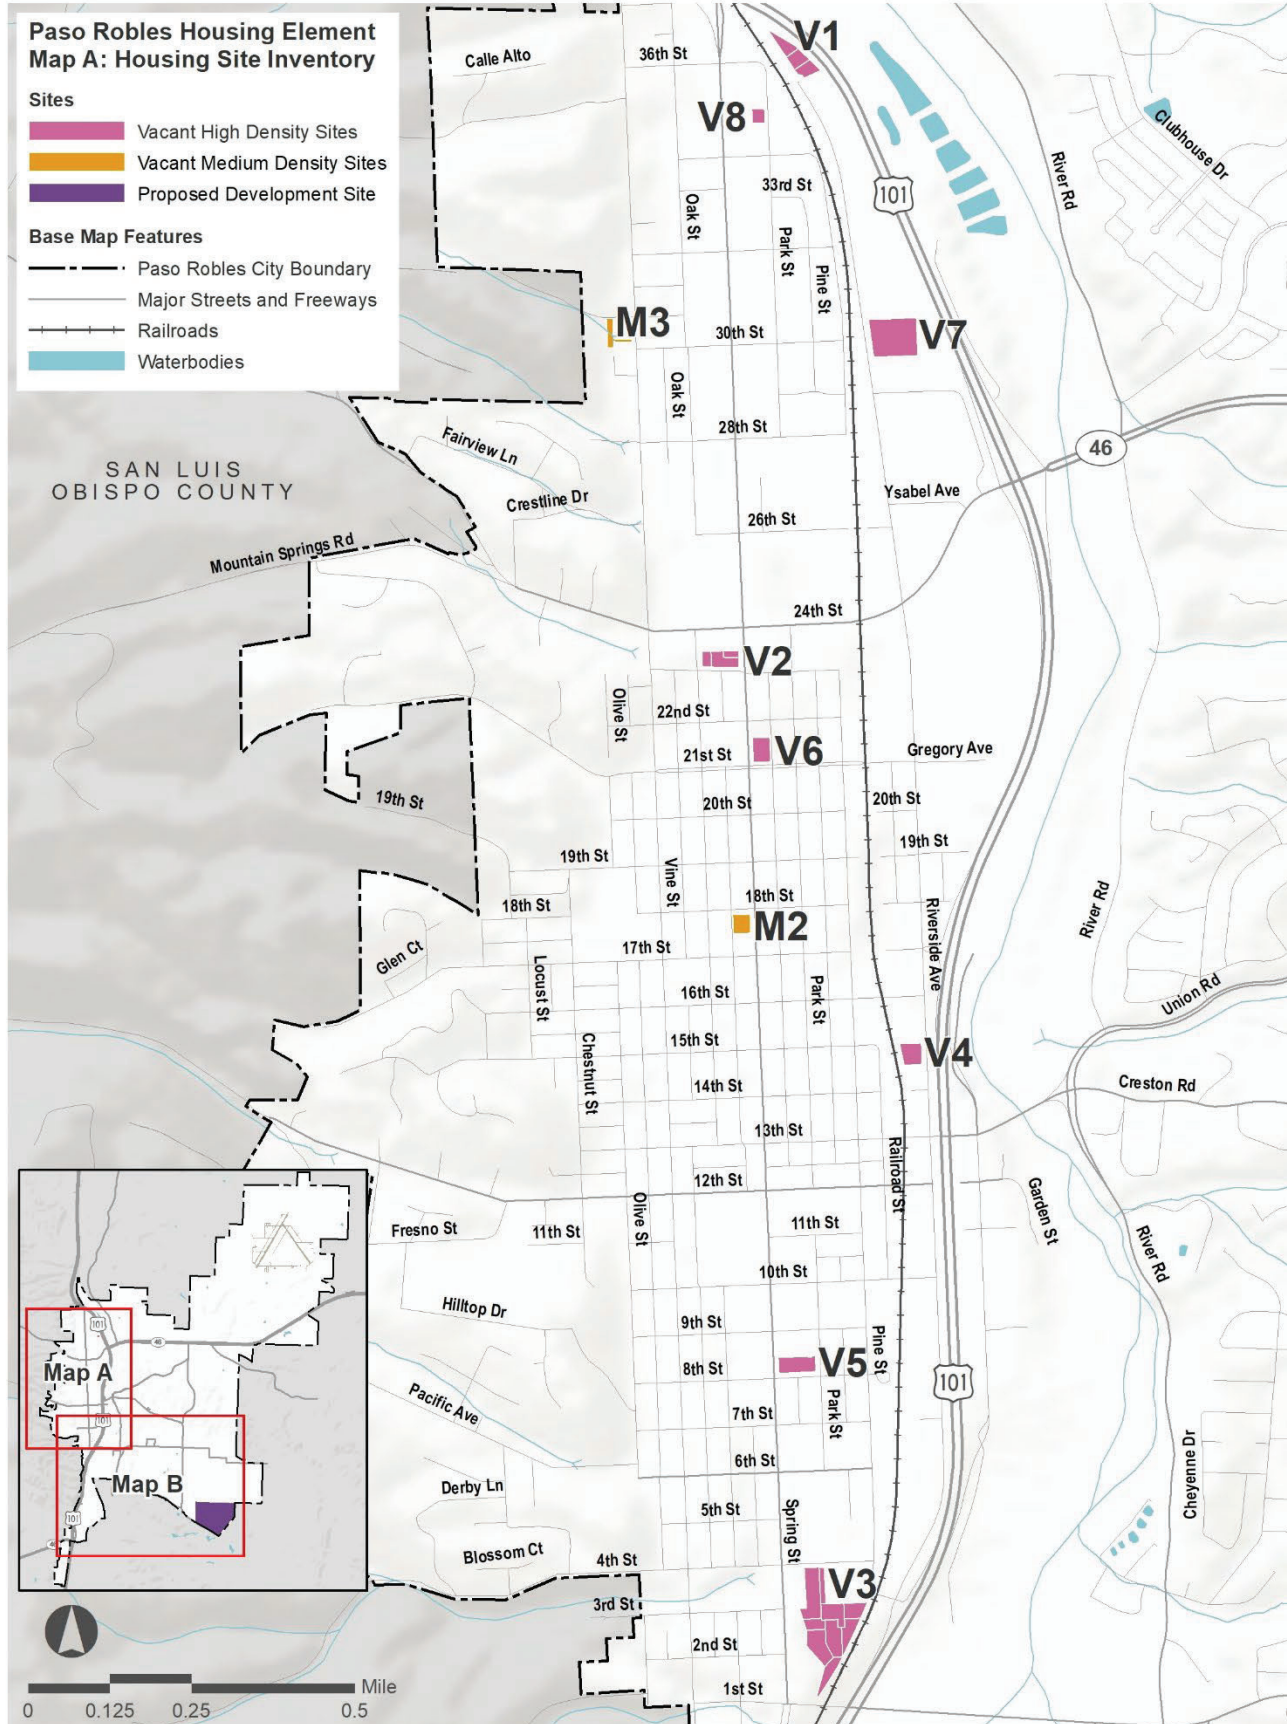 Paso Robles Housing Element
Map A: Housing Site Inventory
Sites
Vacant High Density Sites
Vacant Medium Density Sites
Proposed Development Site
Base Map Features
Paso Robles City Boundary
Major Streets and Freeways
Railroads
Waterbodies
Calle Alto
36th St
V1
V8
Clubhouse Dr
River Rd
33rd St
101
Oak St
Park St
Pine St
M3
30th St
V7
Oak St
28th St
Fairview Ln
46
SAN LUIS
OBISPO COUNTY
Crestline Dr
Ysabel Ave
26th St
Mountain Springs Rd
24th St
V2
Olive St
22nd St
21st St
V6
Gregory Ave
19th St
20th St
20th St
19th St
19th St
Vine St
18th St
18th St
Riverside Ave
River Rd
M2
Glen Ct
17th St
Locust St
16th St
Park St
Union Rd
15th St
Chestnut St
V4
14th St
Creston Rd
13th St
Railroad St
12th St
Garden St
Olive St
Fresno St
11th St
11th St
River Rd
10th St
Hilltop Dr
9th St
8th St
V5
Pine St
101
Pacific Ave
7th St
Park St
6th St
Derby Ln
Cheyenne Dr
5th St
Spring St
Blossom Ct
4th St
V3
3rd St
2nd St
1st St
101
46
Map A
101
Map B
101
46
Mile
0
0.125
0.25
0.5